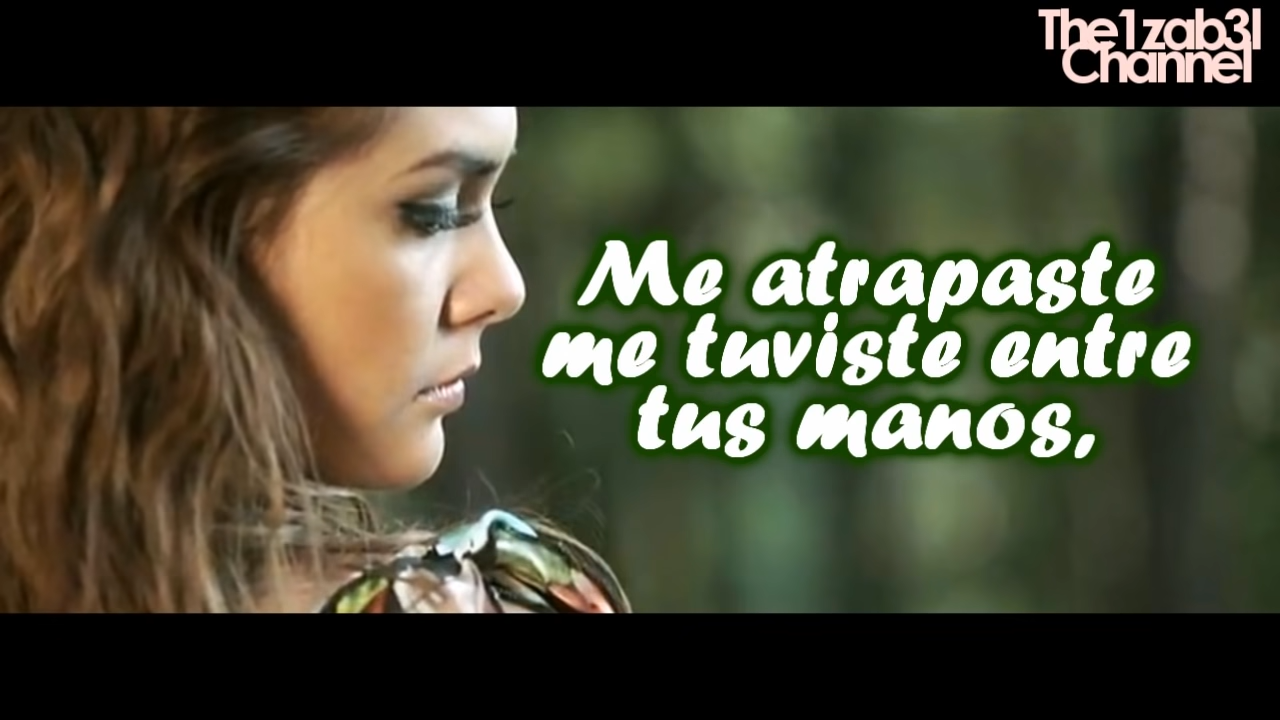 The1zab3l
Channel
Me atrapaste
me tuviste entre
tus manos,